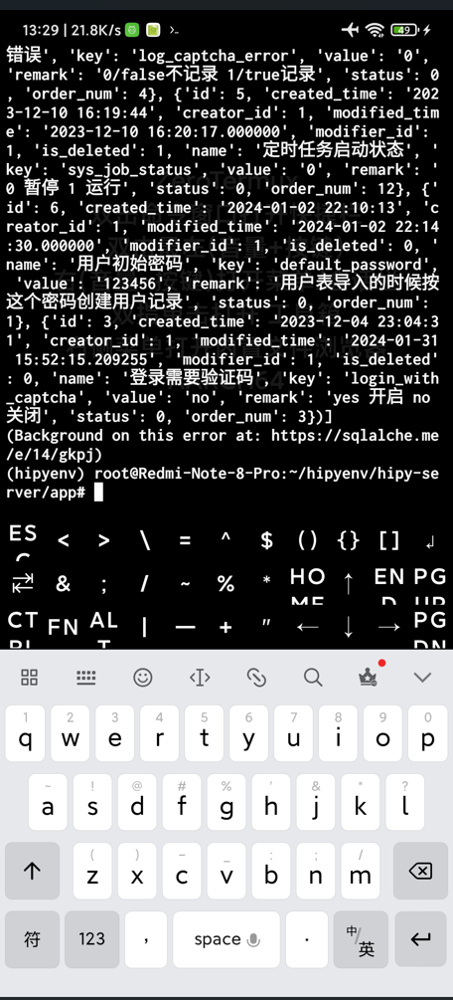 13:29 | 21.8K/s
49
错误', 'key': 'log_captcha_error', 'value': '0',
'remark': '0/false不记录 1/true记录', 'status': 0
, 'order_num': 4}, {'id': 5, 'created_time': '202
3-12-10 16:19:44', 'creator_id': 1, 'modified_tim
e': '2023-12-10 16:20:17.000000', 'modifier_id':
1, 'is_deleted': 1, 'name': '定时任务启动状态', '
key': 'sys_job_status', 'value': '0', 'remark': '
0 暂停 1 运行', 'status': 0, 'order_num': 12}, {'
id': 6, 'created_time': '2024-01-02 22:10:13', 'c
reator_id': 1, 'modified_time': '2024-01-02 22:14
:30.000000', 'modifier_id': 1, 'is_deleted': 0, '
name': '用户初始密码', 'key': 'default_password',
'value': '123456', 'remark': '用户表导入的时候按
这个密码创建用户记录', 'status': 0, 'order_num':
1}, {'id': 3, 'created_time': '2023-12-04 23:04:3
1', 'creator_id': 1, 'modified_time': '2024-01-31
15:52:15.209255', 'modifier_id': 1, 'is_deleted'
: 0, 'name': '登录需要验证码', 'key': 'login_with
_captcha', 'value': 'no', 'remark': 'yes 开启 no
关闭', 'status': 0, 'order_num': 3})]
(Background on this error at: https://sqlalche.me
/e/14/gkpj)
(hipyenv) root@Redmi-Note-8-Pro:~/hipyenv/hipy-se
rver/app#
ESC < > \ = ^ $ () {} [] ↲
⇄ & ; / ~ % * HOME ↑ END PGUP
CTRL FN ALT | — + " ← ↓ → PGDN
1 2 3 4 5 6 7 8 9 0
q w e r t y u i o p
~ ! @ # % ' & * ?
a s d f g h j k l
( ) - _ : ; /
z x c v b n m
符 123 , space . 中/英